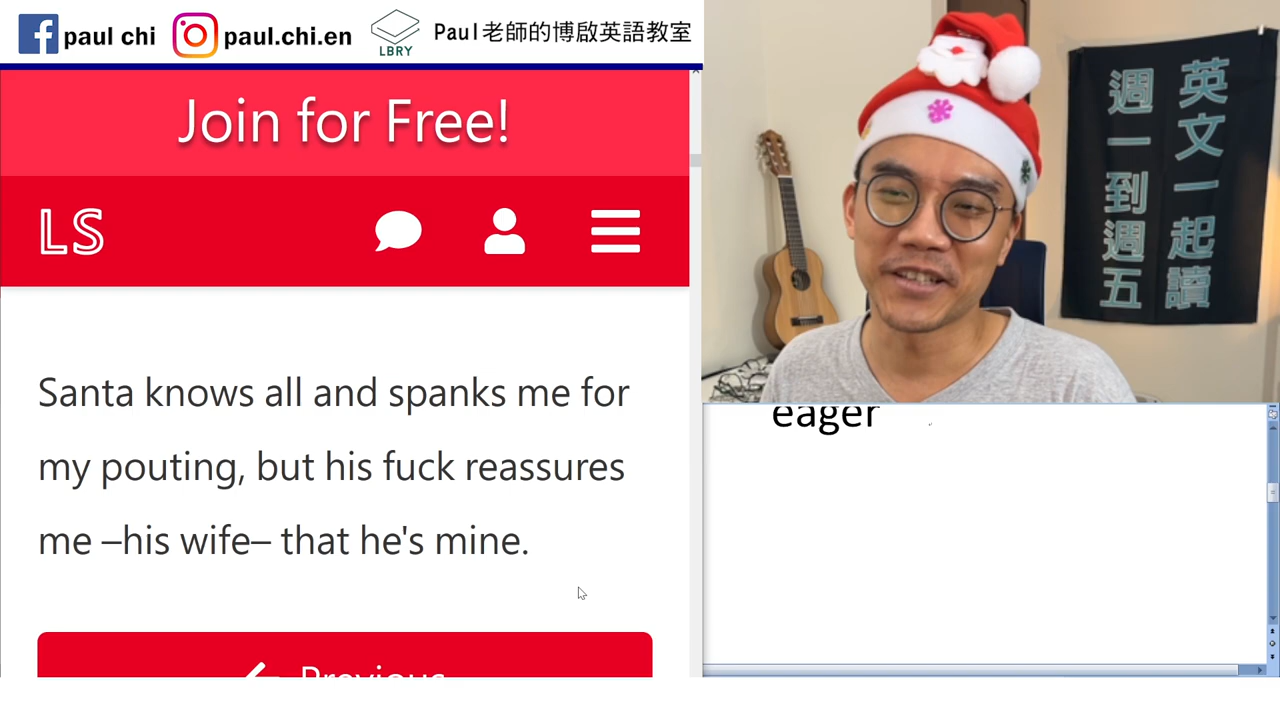 paul chi
paul.chi.en
LBRY
Paul老師的博啟英語教室
Join for Free!
LS
Santa knows all and spanks me for
my pouting, but his fuck reassures
me –his wife– that he's mine.
Previous
英文一起讀
週一到週五
eager